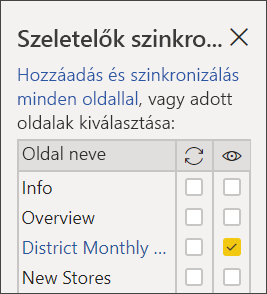 Szeletelők szinkro...
Hozzáadás és szinkronizálás
minden oldallal, vagy adott
oldalak kiválasztása:
Oldal neve
Info
Overview
District Monthly ...
New Stores